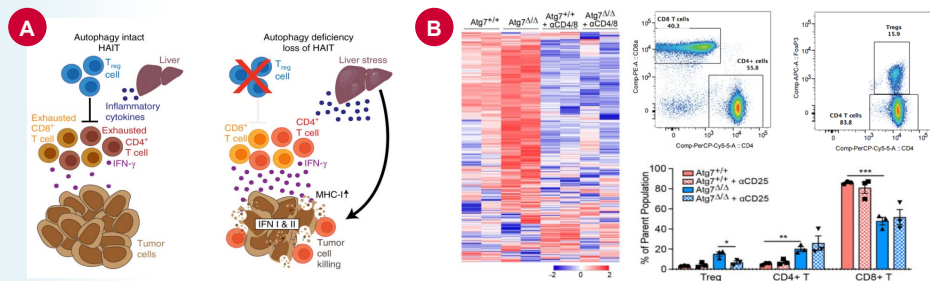 A
Autophagy intact
HAIT
Treg
cell
Liver
Inflammatory
cytokines
Exhausted
CD8+
T cell
Exhausted
CD4+
T cell
IFN-γ
Tumor
cells
Autophagy deficiency
loss of HAIT
Treg
cell
Liver stress
CD8+
T cell
CD4+
T cell
IFN-γ
MHC-I↑
IFN I & II
Tumor
cell
killing
B
Atg7+/+
Atg7Δ/Δ
Atg7+/+
+ αCD4/8
Atg7Δ/Δ
+ αCD4/8
-2 0 2
CD8 T cells
40.3
CD4+ cells
55.8
Comp-PE-A :: CD8a
Comp-PerCP-Cy5-5-A :: CD4
Tregs
15.9
CD4 T cells
83.8
Comp-APC-A :: FoxP3
Comp-PerCP-Cy5-5-A :: CD4
% of Parent Population
100
80
60
40
20
0
Atg7+/+
Atg7+/+ + αCD25
Atg7Δ/Δ
Atg7Δ/Δ + αCD25
*
**
***
Treg CD4+ T CD8+ T